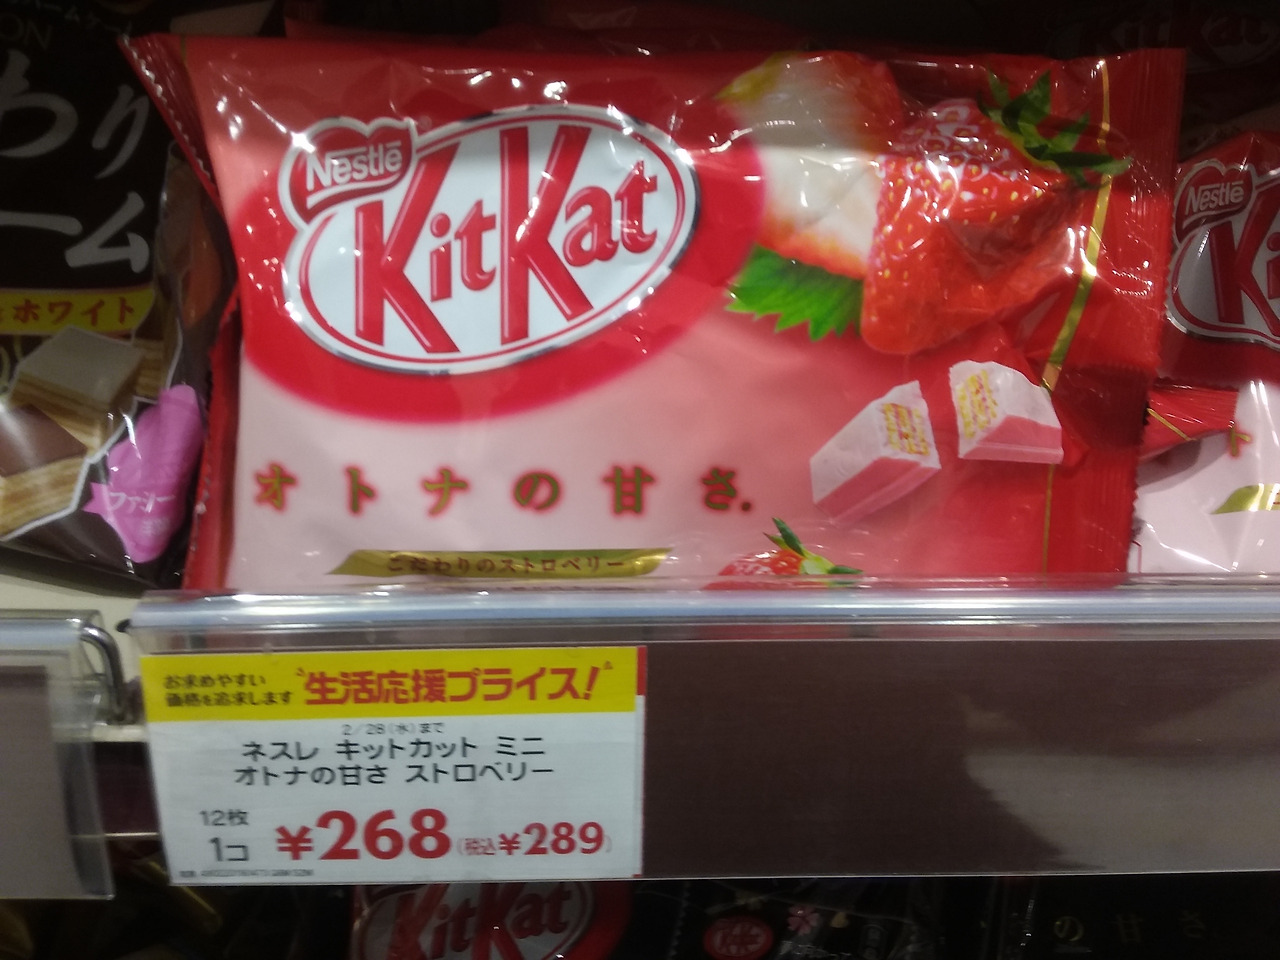 わり
ーム
ホワイト
Nestlé
KitKat
オトナの甘さ.
こだわりのストロベリー
Nestlé
お求めやすい
価格を追求します
生活応援プライス!
2/28(水)まで
ネスレ キットカット ミニ
オトナの甘さ ストロベリー
12枚
1コ
¥268(税込¥289)
KitKat
の甘さ